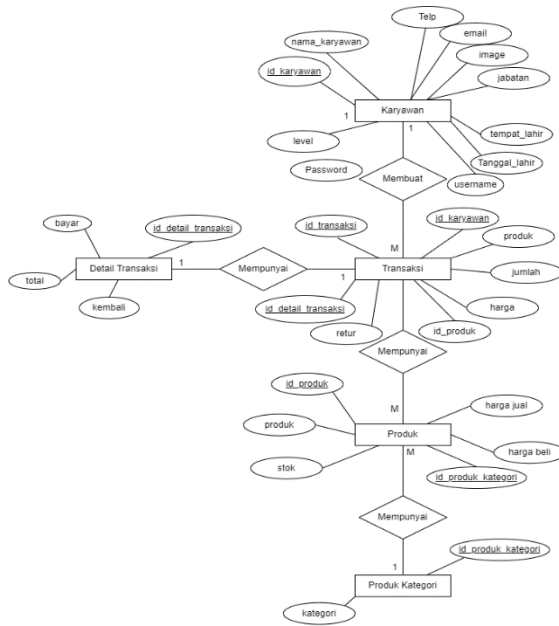 Telp
email
nama_karyawan
image
id_karyawan
jabatan
1
Karyawan
1
level
tempat_lahir
Tanggal_lahir
Password
Membuat
username
bayar
id_detail_transaksi
id_transaksi
id_karyawan
M
produk
Detail Transaksi
1
Mempunyai
1
Transaksi
jumlah
total
kembali
id_detail_transaksi
harga
retur
id_produk
Mempunyai
id_produk
M
harga jual
produk
Produk
M
harga beli
stok
id_produk_kategori
Mempunyai
id_produk_kategori
1
Produk Kategori
kategori